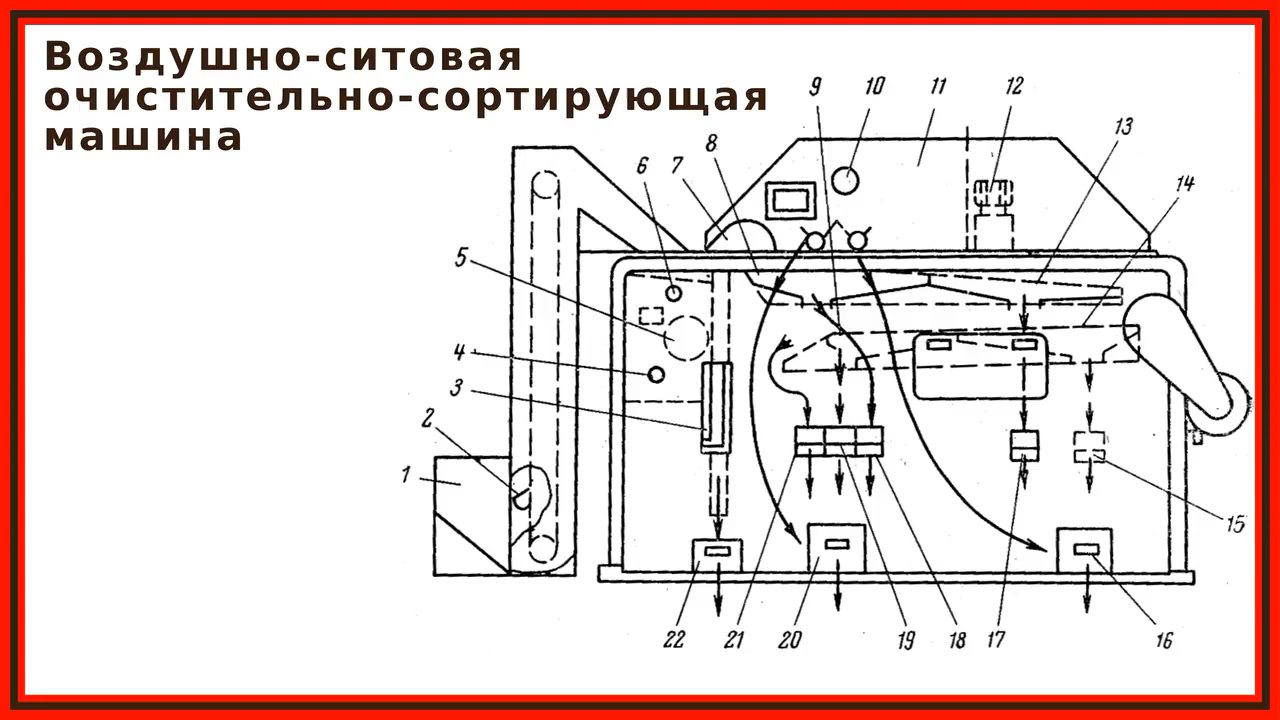 Воздушно-ситовая
очистительно-сортирующая
машина
9 10 11 12
13
8
6 7
14
5
4
3
2
1
15
22 21 20 19 18 17 16